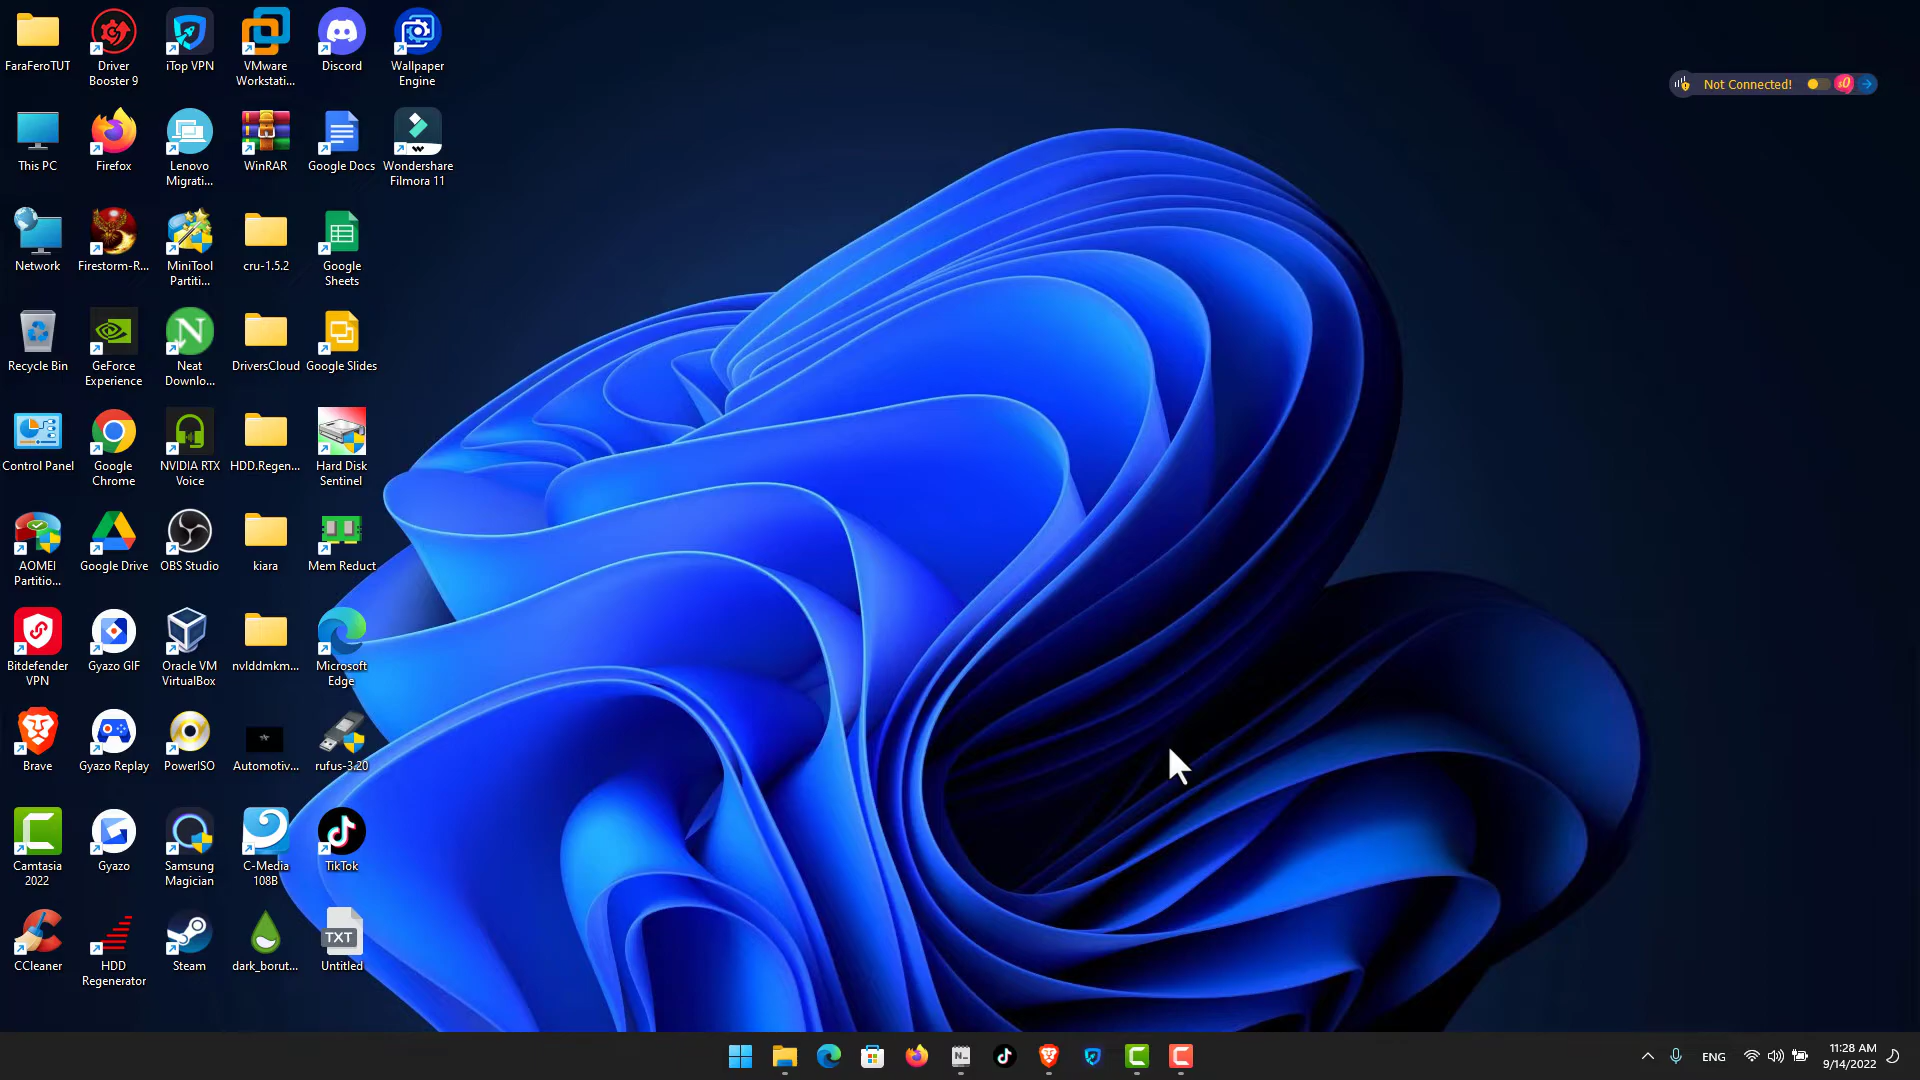 FaraFeroTUT
Driver
Booster 9
iTop VPN
VMware
Workstati...
Discord
Wallpaper
Engine
Not Connected!
This PC
Firefox
Lenovo
Migrati...
WinRAR
Google Docs
Wondershare
Filmora 11
Network
Firestorm-R...
MiniTool
Partiti...
cru-1.5.2
Google
Sheets
Recycle Bin
GeForce
Experience
Neat
Downlo...
DriversCloud
Google Slides
Control Panel
Google
Chrome
NVIDIA RTX
Voice
HDD.Regen...
Hard Disk
Sentinel
AOMEI
Partitio...
Google Drive
OBS Studio
kiara
Mem Reduct
Bitdefender
VPN
Gyazo GIF
Oracle VM
VirtualBox
nvlddmkm...
Microsoft
Edge
Brave
Gyazo Replay
PowerISO
Automotiv...
rufus-3.20
Camtasia
2022
Gyazo
Samsung
Magician
C-Media
108B
TikTok
CCleaner
HDD
Regenerator
Steam
dark_borut...
TXT
Untitled
ENG
11:28 AM
9/14/2022